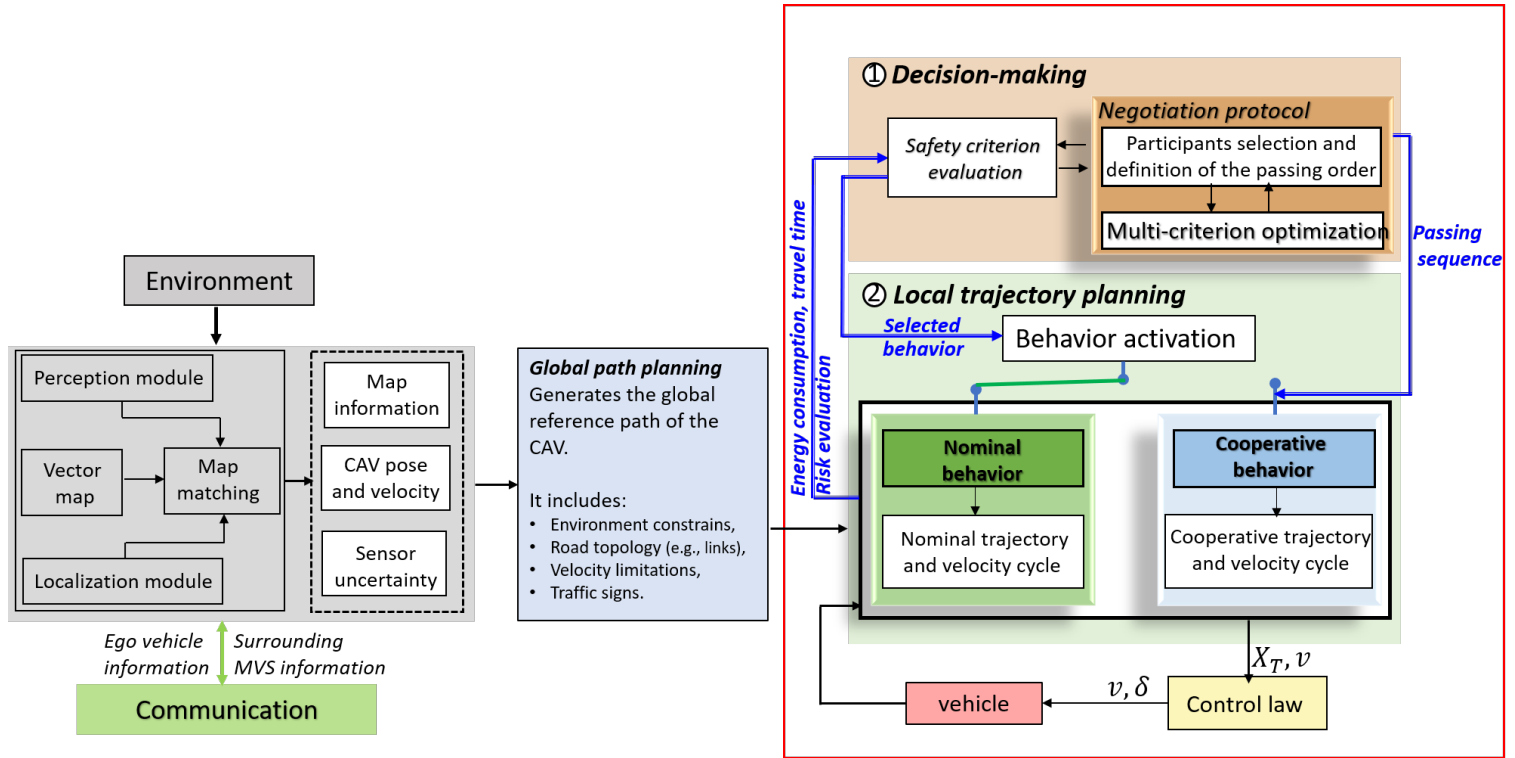 Environment
Perception module
Vector
map
Map
matching
Localization module
Map
information
CAV pose
and velocity
Sensor
uncertainty
Ego vehicle
information
Surrounding
MVS information
Communication
Global path planning
Generates the global
reference path of the
CAV.
It includes:
• Environment constrains,
• Road topology (e.g., links),
• Velocity limitations,
• Traffic signs.
① Decision-making
Safety criterion
evaluation
Negotiation protocol
Participants selection and
definition of the passing order
Multi-criterion optimization
Passing
sequence
Energy consumption, travel time
Risk evaluation
② Local trajectory planning
Selected
behavior
Behavior activation
Nominal
behavior
Nominal trajectory
and velocity cycle
Cooperative
behavior
Cooperative trajectory
and velocity cycle
X_T, v
Control law
v, δ
vehicle